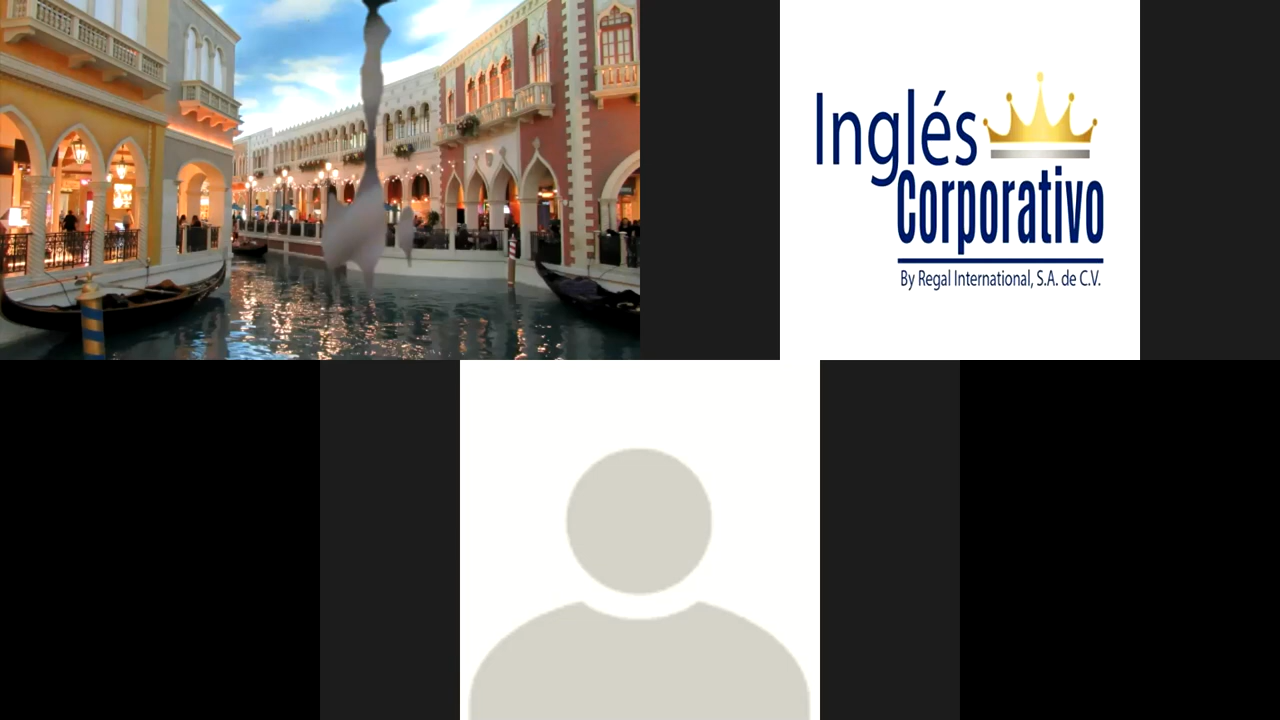 Inglés
Corporativo
By Regal International, S.A. de C.V.